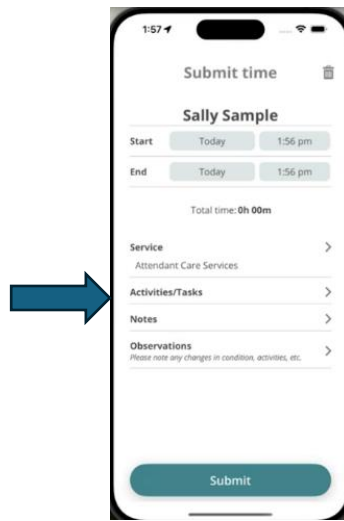 1:57
Submit time
Sally Sample
Start Today 1:56 pm
End Today 1:56 pm
Total time: 0h 00m
Service
Attendant Care Services
Activities/Tasks
Notes
Observations
Please note any changes in condition, activities, etc.
Submit